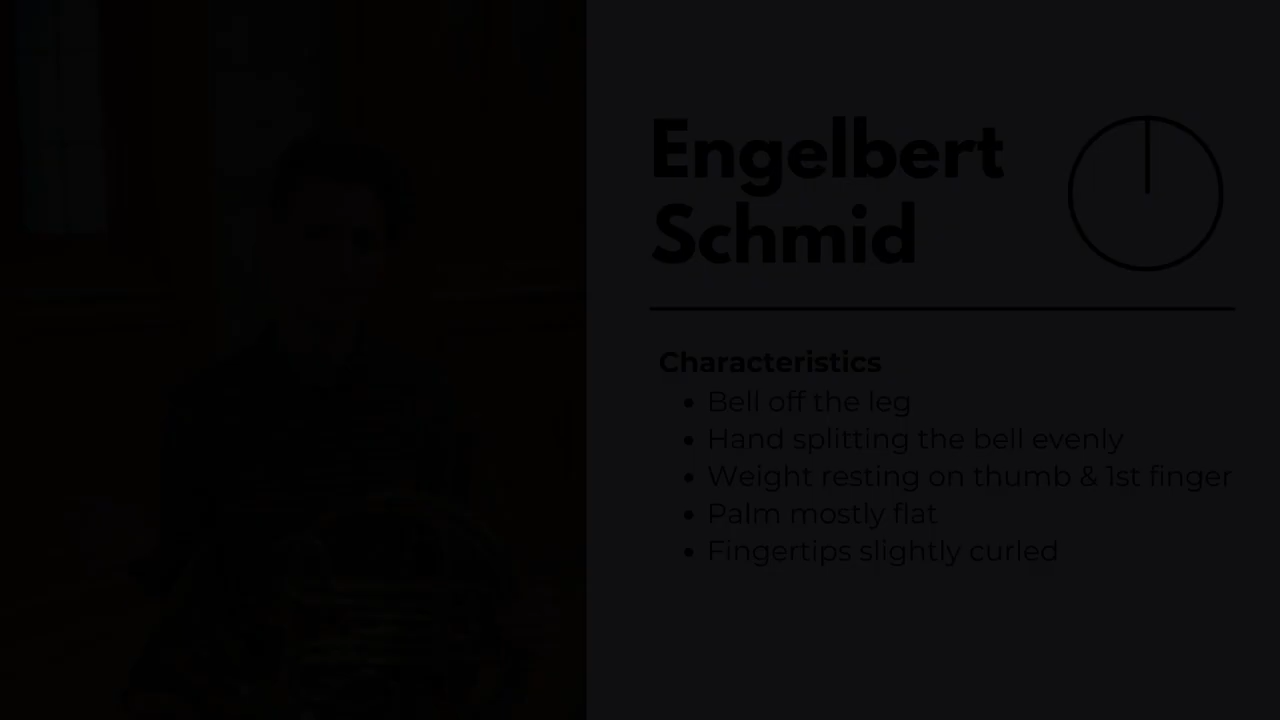 Engelbert
Schmid
Characteristics
Bell off the leg
Hand splitting the bell evenly
Weight resting on thumb & 1st finger
Palm mostly flat
Fingertips slightly curled